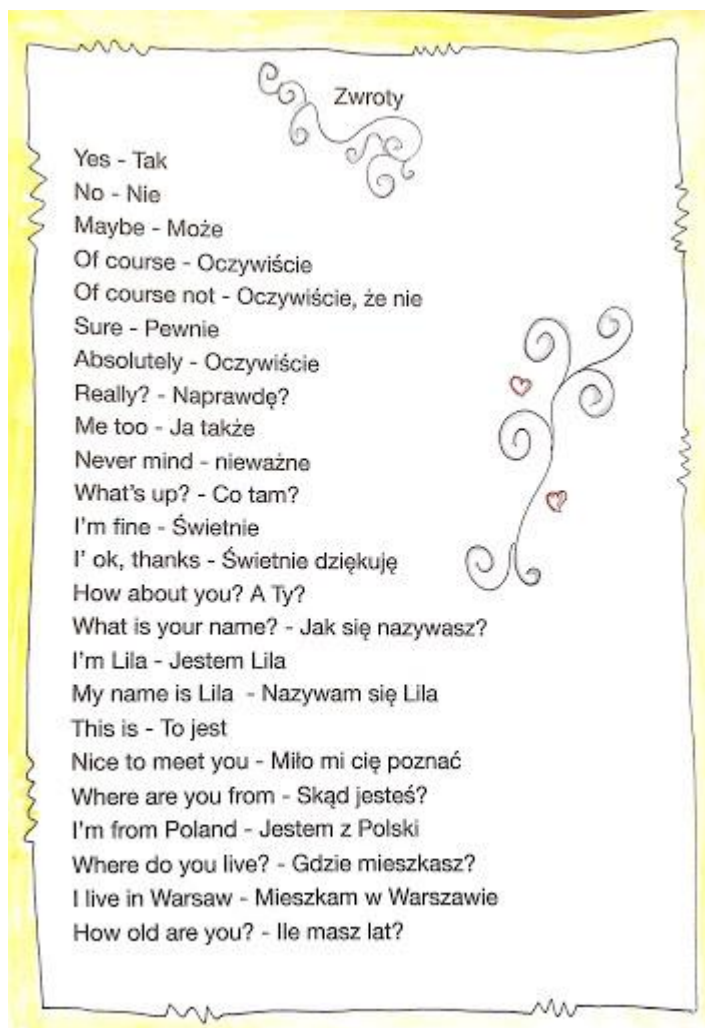 Zwroty
Yes - Tak
No - Nie
Maybe - Może
Of course - Oczywiście
Of course not - Oczywiście, że nie
Sure - Pewnie
Absolutely - Oczywiście
Really? - Naprawdę?
Me too - Ja także
Never mind - nieważne
What's up? - Co tam?
I'm fine - Świetnie
I' ok, thanks - Świetnie dziękuję
How about you? A Ty?
What is your name? - Jak się nazywasz?
I'm Lila - Jestem Lila
My name is Lila - Nazywam się Lila
This is - To jest
Nice to meet you - Miło mi cię poznać
Where are you from - Skąd jesteś?
I'm from Poland - Jestem z Polski
Where do you live? - Gdzie mieszkasz?
I live in Warsaw - Mieszkam w Warszawie
How old are you? - Ile masz lat?